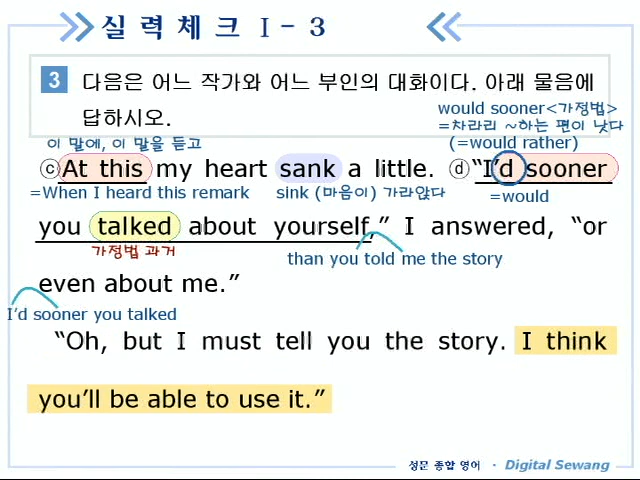 실력체크 I - 3
3 다음은 어느 작가와 어느 부인의 대화이다. 아래 물음에
답하시오.
would sooner<가정법>
=차라리 ~하는 편이 낫다
이 말에, 이 말을 듣고
(=would rather)
ⓒAt this my heart sank a little. ⓓ“I’d sooner
=When I heard this remark sink (마음이) 가라앉다 =would
you talked about yourself,” I answered, “or
가정법 과거
than you told me the story
even about me.”
I’d sooner you talked
“Oh, but I must tell you the story. I think
you’ll be able to use it.”
성문 종합 영어 · Digital Sewang